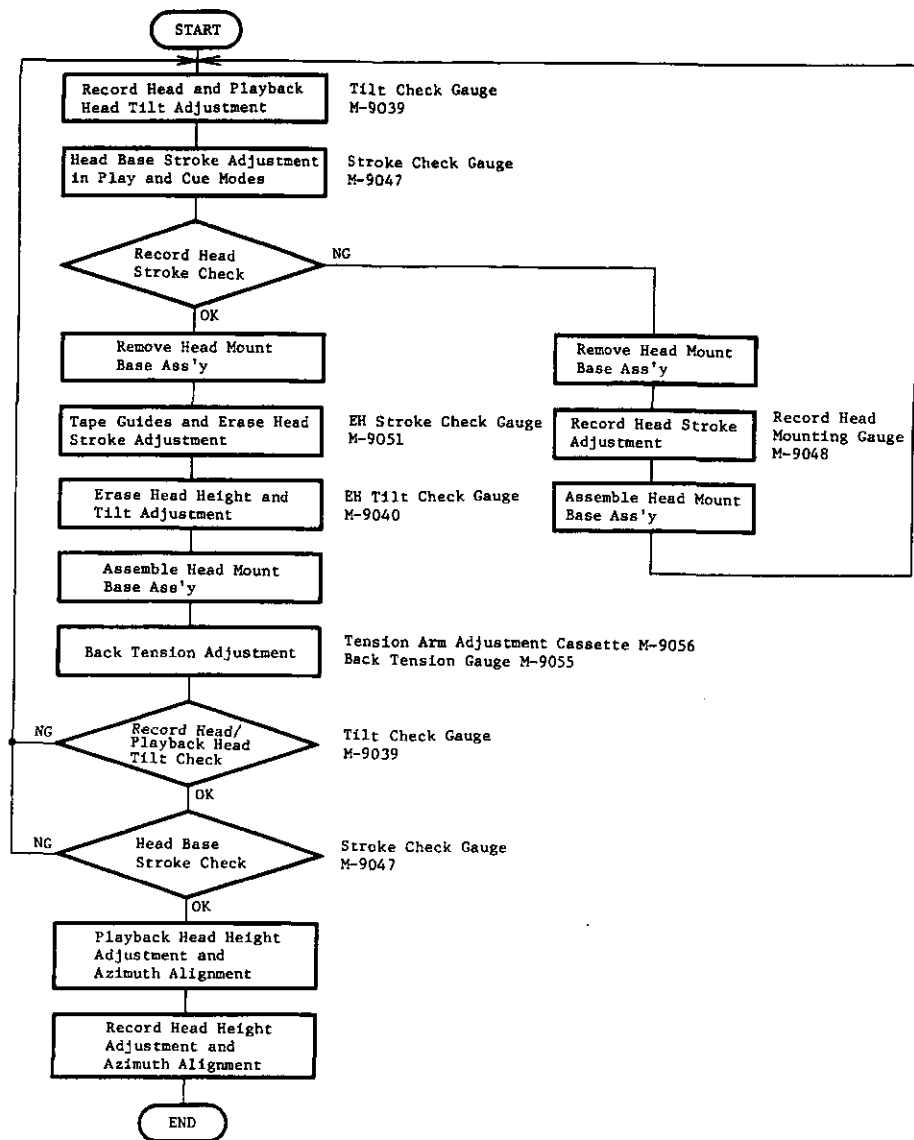 START
Record Head and Playback
Head Tilt Adjustment
Tilt Check Gauge
M-9039
Head Base Stroke Adjustment
in Play and Cue Modes
Stroke Check Gauge
M-9047
Record Head
Stroke Check
NG
OK
Remove Head Mount
Base Ass'y
Tape Guides and Erase Head
Stroke Adjustment
EH Stroke Check Gauge
M-9051
Erase Head Height and
Tilt Adjustment
EH Tilt Check Gauge
M-9040
Assemble Head Mount
Base Ass'y
Remove Head Mount
Base Ass'y
Record Head Stroke
Adjustment
Record Head
Mounting Gauge
M-9048
Assemble Head Mount
Base Ass'y
Back Tension Adjustment
Tension Arm Adjustment Cassette M-9056
Back Tension Gauge M-9055
NG
Record Head/
Playback Head
Tilt Check
Tilt Check Gauge
M-9039
OK
NG
Head Base
Stroke Check
Stroke Check Gauge
M-9047
OK
Playback Head Height
Adjustment and
Azimuth Alignment
Record Head Height
Adjustment and
Azimuth Alignment
END